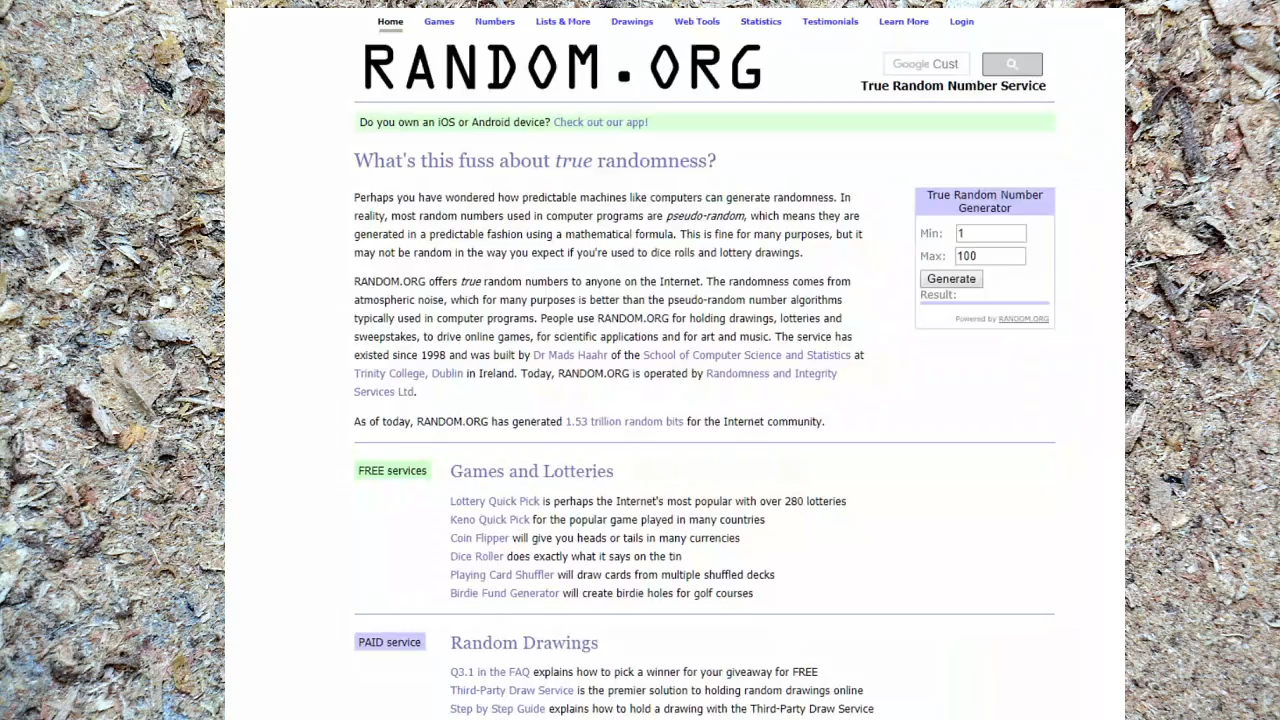 Home Games Numbers Lists & More Drawings Web Tools Statistics Testimonials Learn More Login
RANDOM.ORG
Google Cust
True Random Number Service
Do you own an iOS or Android device? Check out our app!
What's this fuss about true randomness?
Perhaps you have wondered how predictable machines like computers can generate randomness. In
reality, most random numbers used in computer programs are pseudo-random, which means they are
generated in a predictable fashion using a mathematical formula. This is fine for many purposes, but it
may not be random in the way you expect if you're used to dice rolls and lottery drawings.
RANDOM.ORG offers true random numbers to anyone on the Internet. The randomness comes from
atmospheric noise, which for many purposes is better than the pseudo-random number algorithms
typically used in computer programs. People use RANDOM.ORG for holding drawings, lotteries and
sweepstakes, to drive online games, for scientific applications and for art and music. The service has
existed since 1998 and was built by Dr Mads Haahr of the School of Computer Science and Statistics at
Trinity College, Dublin in Ireland. Today, RANDOM.ORG is operated by Randomness and Integrity
Services Ltd.
As of today, RANDOM.ORG has generated 1.53 trillion random bits for the Internet community.
True Random Number
Generator
Min: 1
Max: 100
Generate
Result:
Powered by RANDOM.ORG
FREE services
Games and Lotteries
Lottery Quick Pick is perhaps the Internet's most popular with over 280 lotteries
Keno Quick Pick for the popular game played in many countries
Coin Flipper will give you heads or tails in many currencies
Dice Roller does exactly what it says on the tin
Playing Card Shuffler will draw cards from multiple shuffled decks
Birdie Fund Generator will create birdie holes for golf courses
PAID service
Random Drawings
Q3.1 in the FAQ explains how to pick a winner for your giveaway for FREE
Third-Party Draw Service is the premier solution to holding random drawings online
Step by Step Guide explains how to hold a drawing with the Third-Party Draw Service